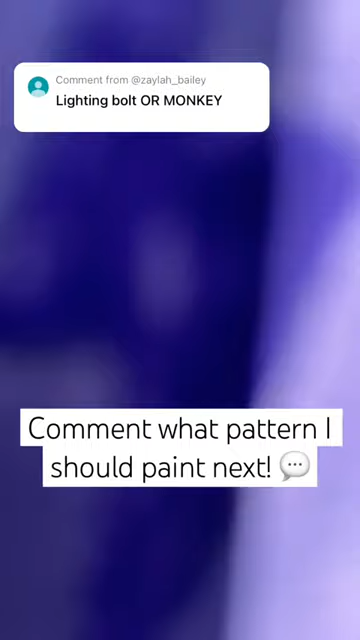 Comment from @zaylah_bailey
Lighting bolt OR MONKEY
Comment what pattern I
should paint next! 💬